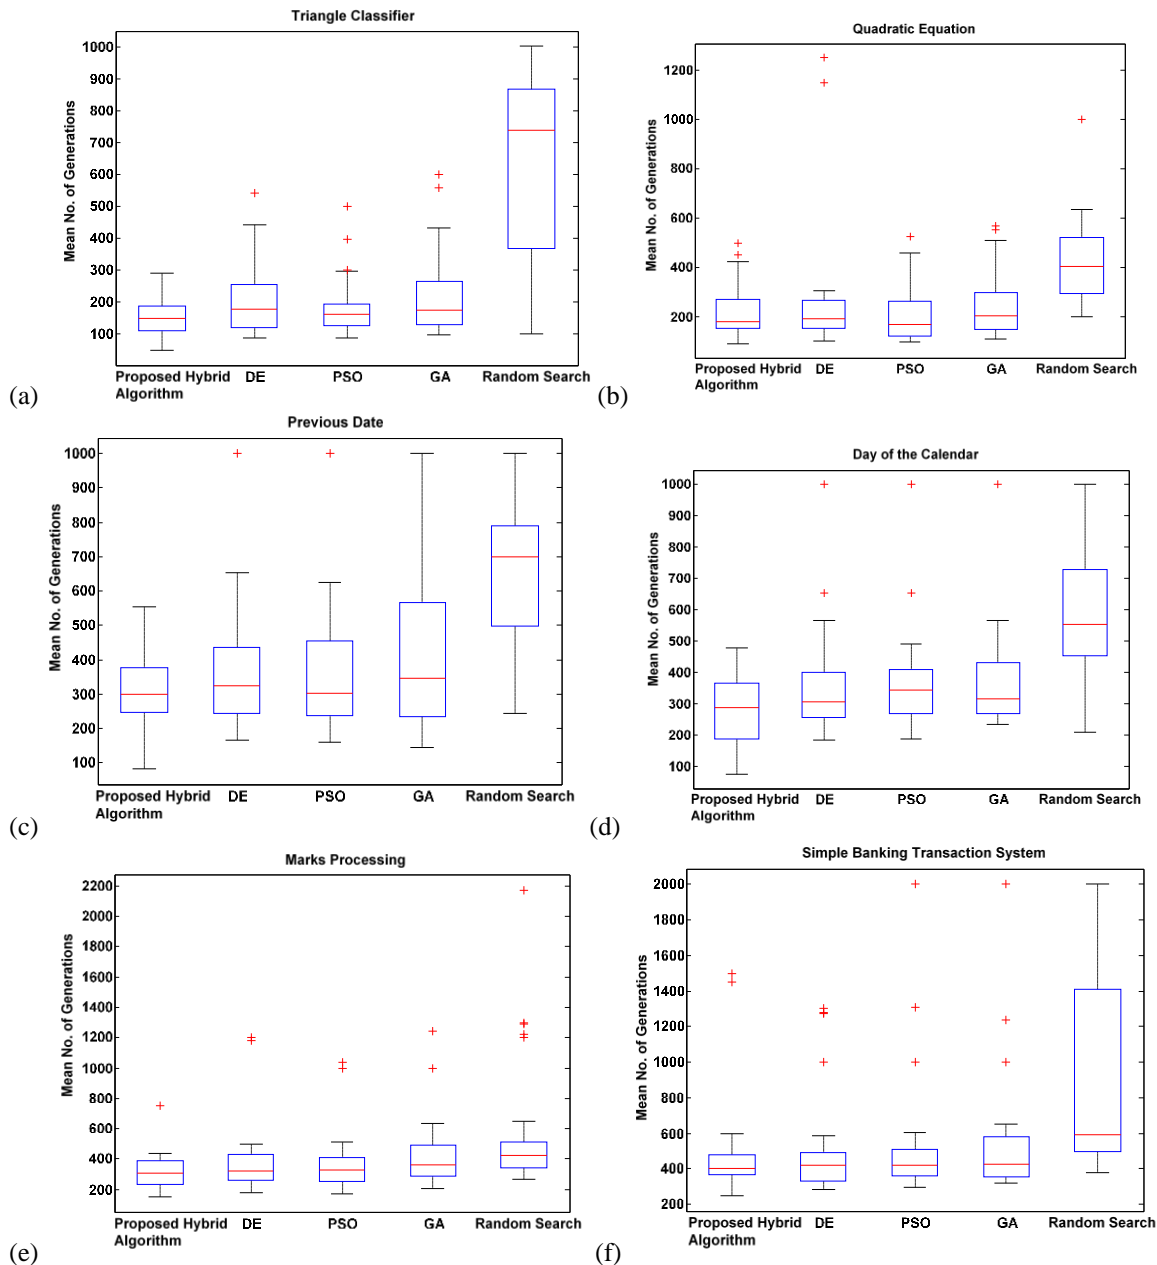 Triangle Classifier
Mean No. of Generations
1000
900
800
700
600
500
400
300
200
100
Proposed Hybrid Algorithm
DE
PSO
GA
Random Search
(a)
Quadratic Equation
Mean No. of Generations
1200
1000
800
600
400
200
Proposed Hybrid Algorithm
DE
PSO
GA
Random Search
(b)
Previous Date
Mean No. of Generations
1000
900
800
700
600
500
400
300
200
100
Proposed Hybrid Algorithm
DE
PSO
GA
Random Search
(c)
Day of the Calendar
Mean No. of Generations
1000
900
800
700
600
500
400
300
200
100
Proposed Hybrid Algorithm
DE
PSO
GA
Random Search
(d)
Marks Processing
Mean No. of Generations
2200
2000
1800
1600
1400
1200
1000
800
600
400
200
Proposed Hybrid Algorithm
DE
PSO
GA
Random Search
(e)
Simple Banking Transaction System
Mean No. of Generations
2000
1800
1600
1400
1200
1000
800
600
400
200
Proposed Hybrid Algorithm
DE
PSO
GA
Random Search
(f)